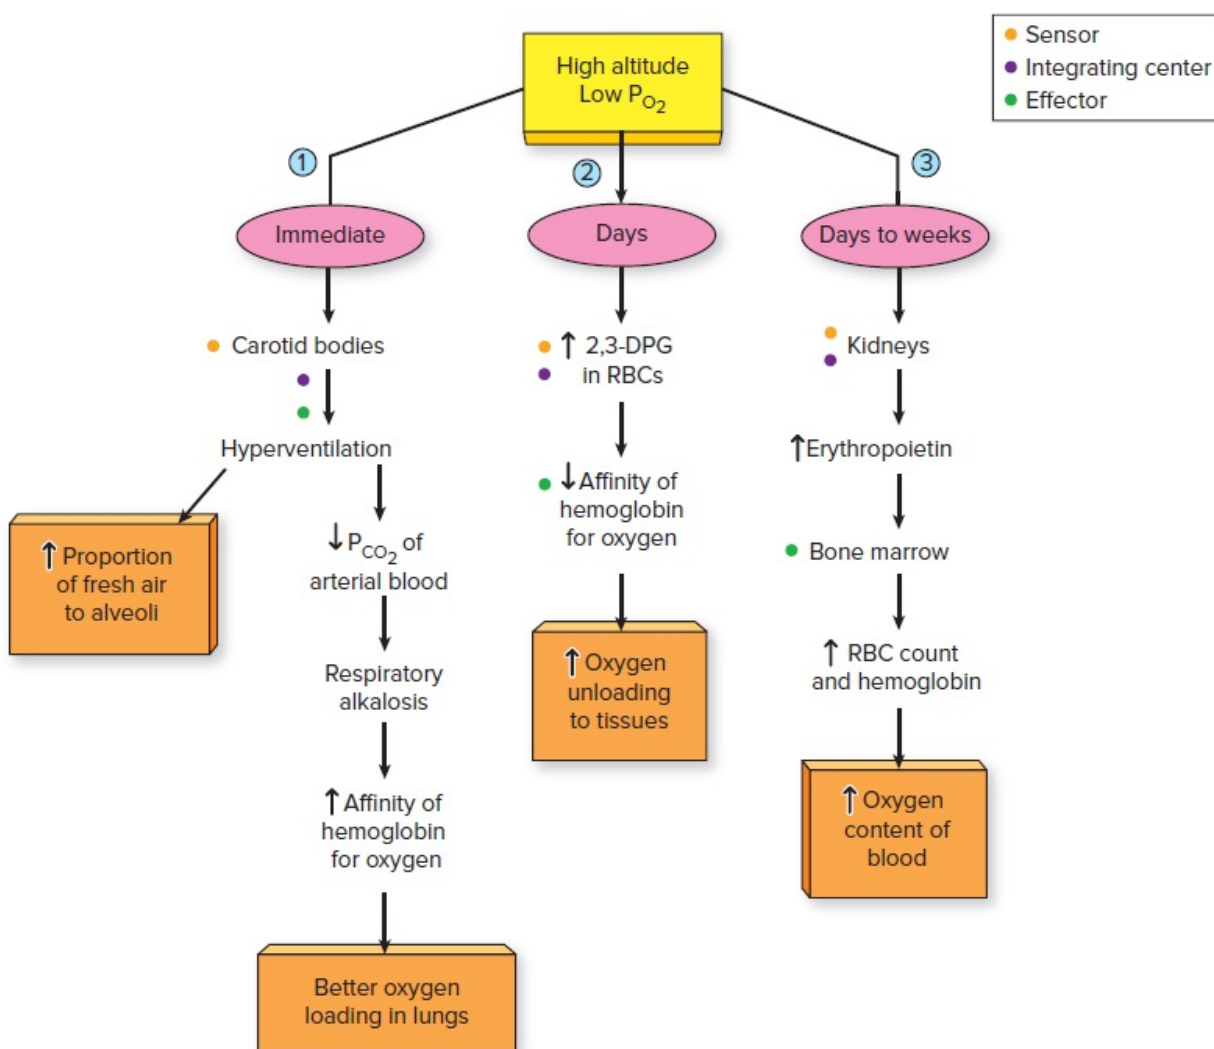 High altitude
Low PO2
Sensor
Integrating center
Effector
1
2
3
Immediate
Days
Days to weeks
Carotid bodies
Hyperventilation
↑ Proportion
of fresh air
to alveoli
↓ PCO2 of
arterial blood
Respiratory
alkalosis
↑ Affinity of
hemoglobin
for oxygen
Better oxygen
loading in lungs
↑ 2,3-DPG
in RBCs
↓ Affinity of
hemoglobin
for oxygen
↑ Oxygen
unloading
to tissues
Kidneys
↑ Erythropoietin
Bone marrow
↑ RBC count
and hemoglobin
↑ Oxygen
content of
blood